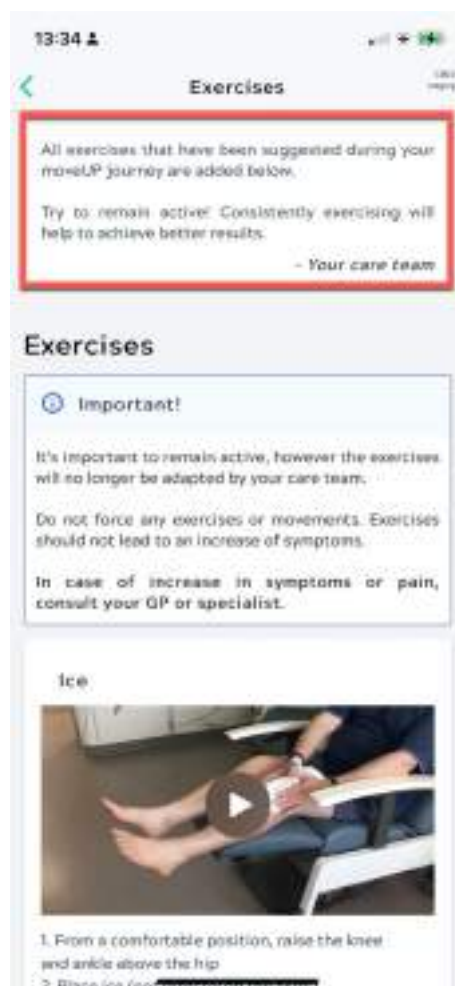 13:34
Exercises
All exercises that have been suggested during your
moveUP journey are added below.
Try to remain active! Consistently exercising will
help to achieve better results.
- Your care team
Exercises
Important!
It's important to remain active, however the exercises
will no longer be adapted by your care team.
Do not force any exercises or movements. Exercises
should not lead to an increase of symptoms.
In case of increase in symptoms or pain,
consult your GP or specialist.
Ice
1. From a comfortable position, raise the knee
and ankle above the hip
2. Place ice